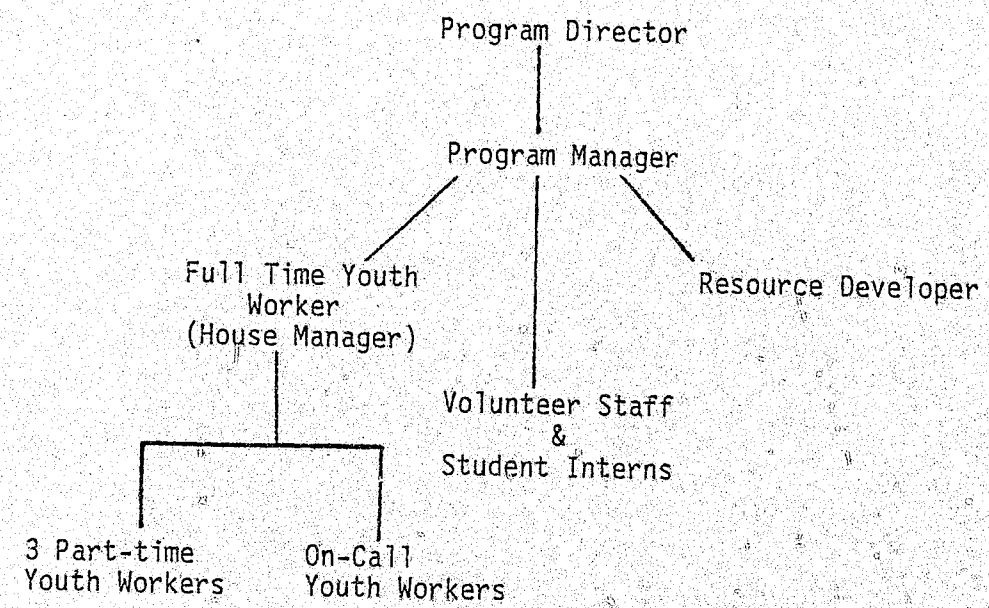 Program Director
Program Manager
Full Time Youth
Worker
(House Manager)
Resource Developer
Volunteer Staff
&
Student Interns
3 Part-time
Youth Workers
On-Call
Youth Workers